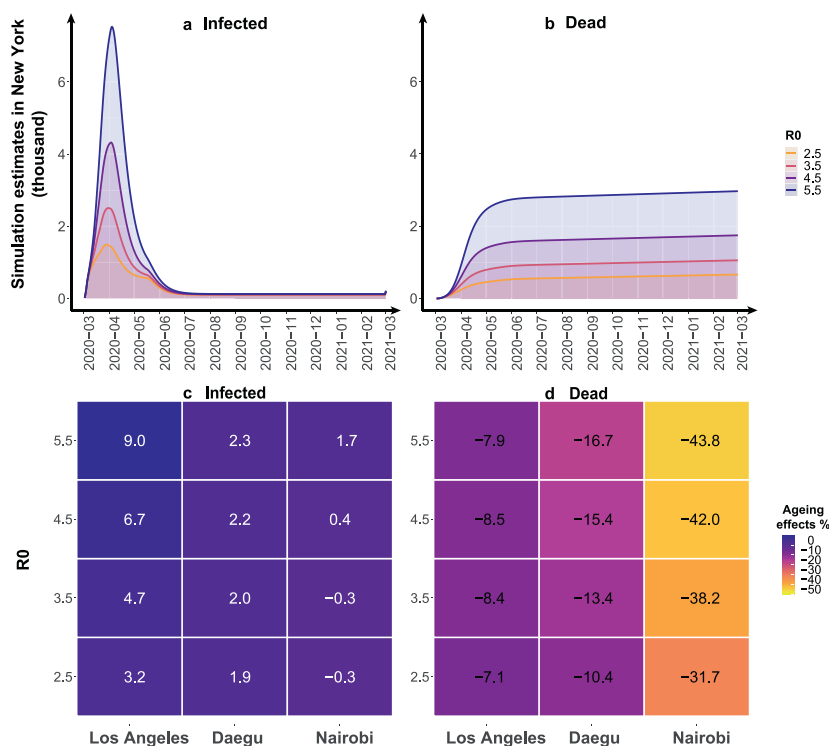 a Infected
b Dead
Simulation estimates in New York
(thousand)
6
4
2
0
6
4
2
0
R0
2.5
3.5
4.5
5.5
2020−03
2020−04
2020−05
2020−06
2020−07
2020−08
2020−09
2020−10
2020−11
2020−12
2021−01
2021−02
2021−03
2020−03
2020−04
2020−05
2020−06
2020−07
2020−08
2020−09
2020−10
2020−11
2020−12
2021−01
2021−02
2021−03
c Infected
d Dead
R0
5.5
9.0 2.3 1.7
4.5
6.7 2.2 0.4
3.5
4.7 2.0 −0.3
2.5
3.2 1.9 −0.3
Los Angeles Daegu Nairobi
5.5
−7.9 −16.7 −43.8
4.5
−8.5 −15.4 −42.0
3.5
−8.4 −13.4 −38.2
2.5
−7.1 −10.4 −31.7
Los Angeles Daegu Nairobi
Ageing
effects %
0
−10
−20
−30
−40
−50